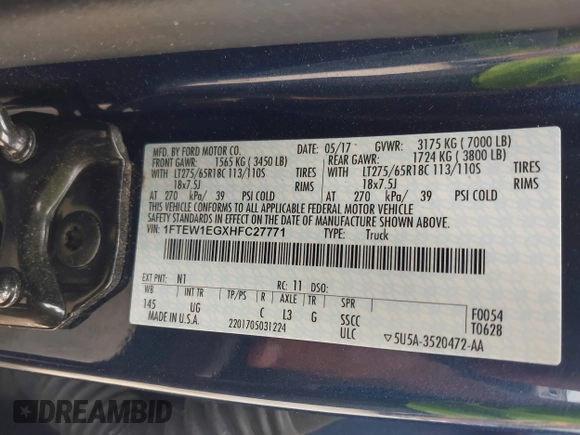 MFD. BY FORD MOTOR CO.
05/17 GVWR: 3175 KG ( 7000 LB)
FRONT GAWR: 1565 KG ( 3450 LB) REAR GAWR: 1724 KG ( 3800 LB)
WITH LT275/65R18C 113/110S TIRES WITH LT275/65R18C 113/110S TIRES
18x7.5J RIMS 18x7.5J RIMS
AT 270 kPa/ 39 PSI COLD AT 270 kPa/ 39 PSI COLD
THIS VEHICLE CONFORMS TO ALL APPLICABLE FEDERAL MOTOR VEHICLE
SAFETY STANDARDS IN EFFECT ON THE DATE OF MANUFACTURE SHOWN ABOVE.
VIN: 1FTEW1EGXHFC27771 TYPE: Truck
EXT PNT: N1 RC: 11 DSO:
WB INT TR TP/PS R AXLE TR SPR F0054
145 UG C L3 G SSCC T0628
MADE IN U.S.A. 2201705031224 ULC ▽5U5A-3520472-AA
DREAMBID